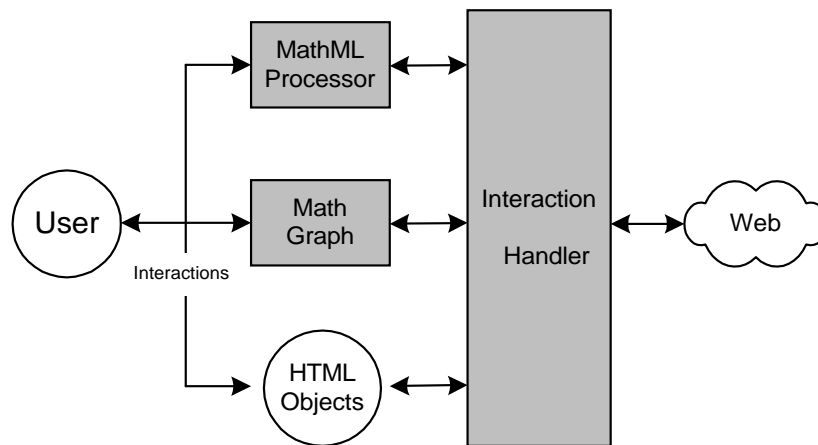 MathML
Processor
User
Interactions
Math
Graph
HTML
Objects
Interaction
Handler
Web